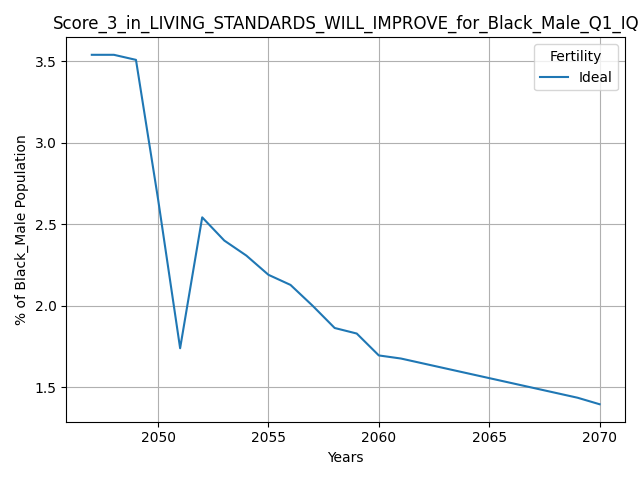 Score_3_in_LIVING_STANDARDS_WILL_IMPROVE_for_Black_Male_Q1_IQ
Fertility
Ideal
% of Black_Male Population
3.5
3.0
2.5
2.0
1.5
2050 2055 2060 2065 2070
Years